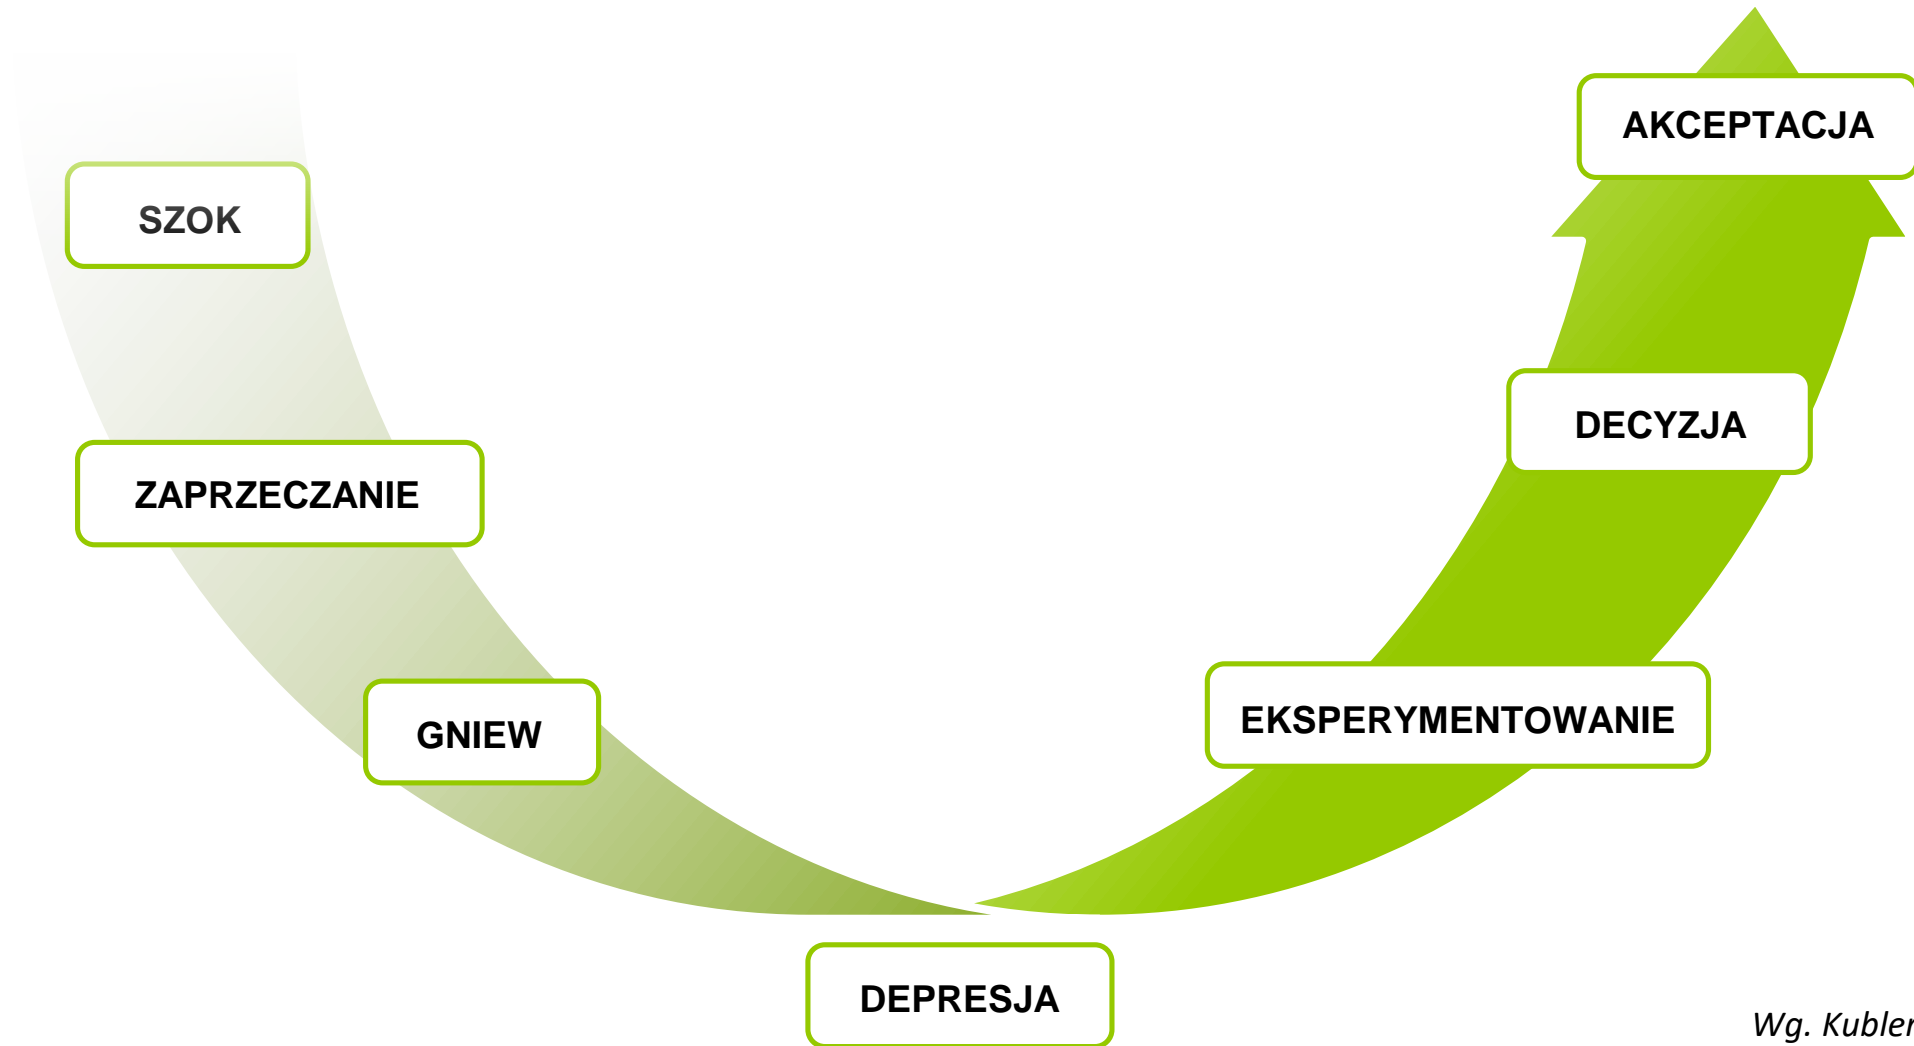 SZOK
ZAPRZECZANIE
GNIEW
DEPRESJA
EKSPERYMENTOWANIE
DECYZJA
AKCEPTACJA
Wg. Kubler